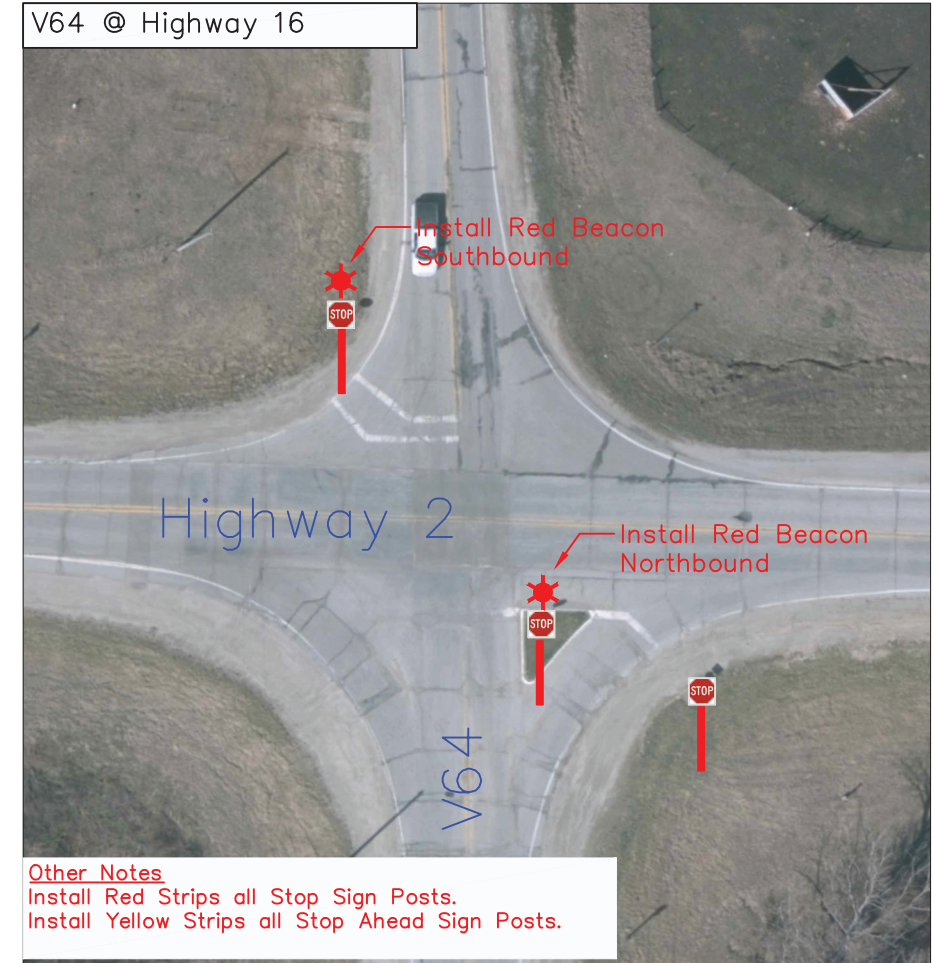 V64 @ Highway 16
Install Red Beacon
Southbound
STOP
Highway 2
Install Red Beacon
Northbound
STOP
STOP
V64
Other Notes
Install Red Strips all Stop Sign Posts.
Install Yellow Strips all Stop Ahead Sign Posts.